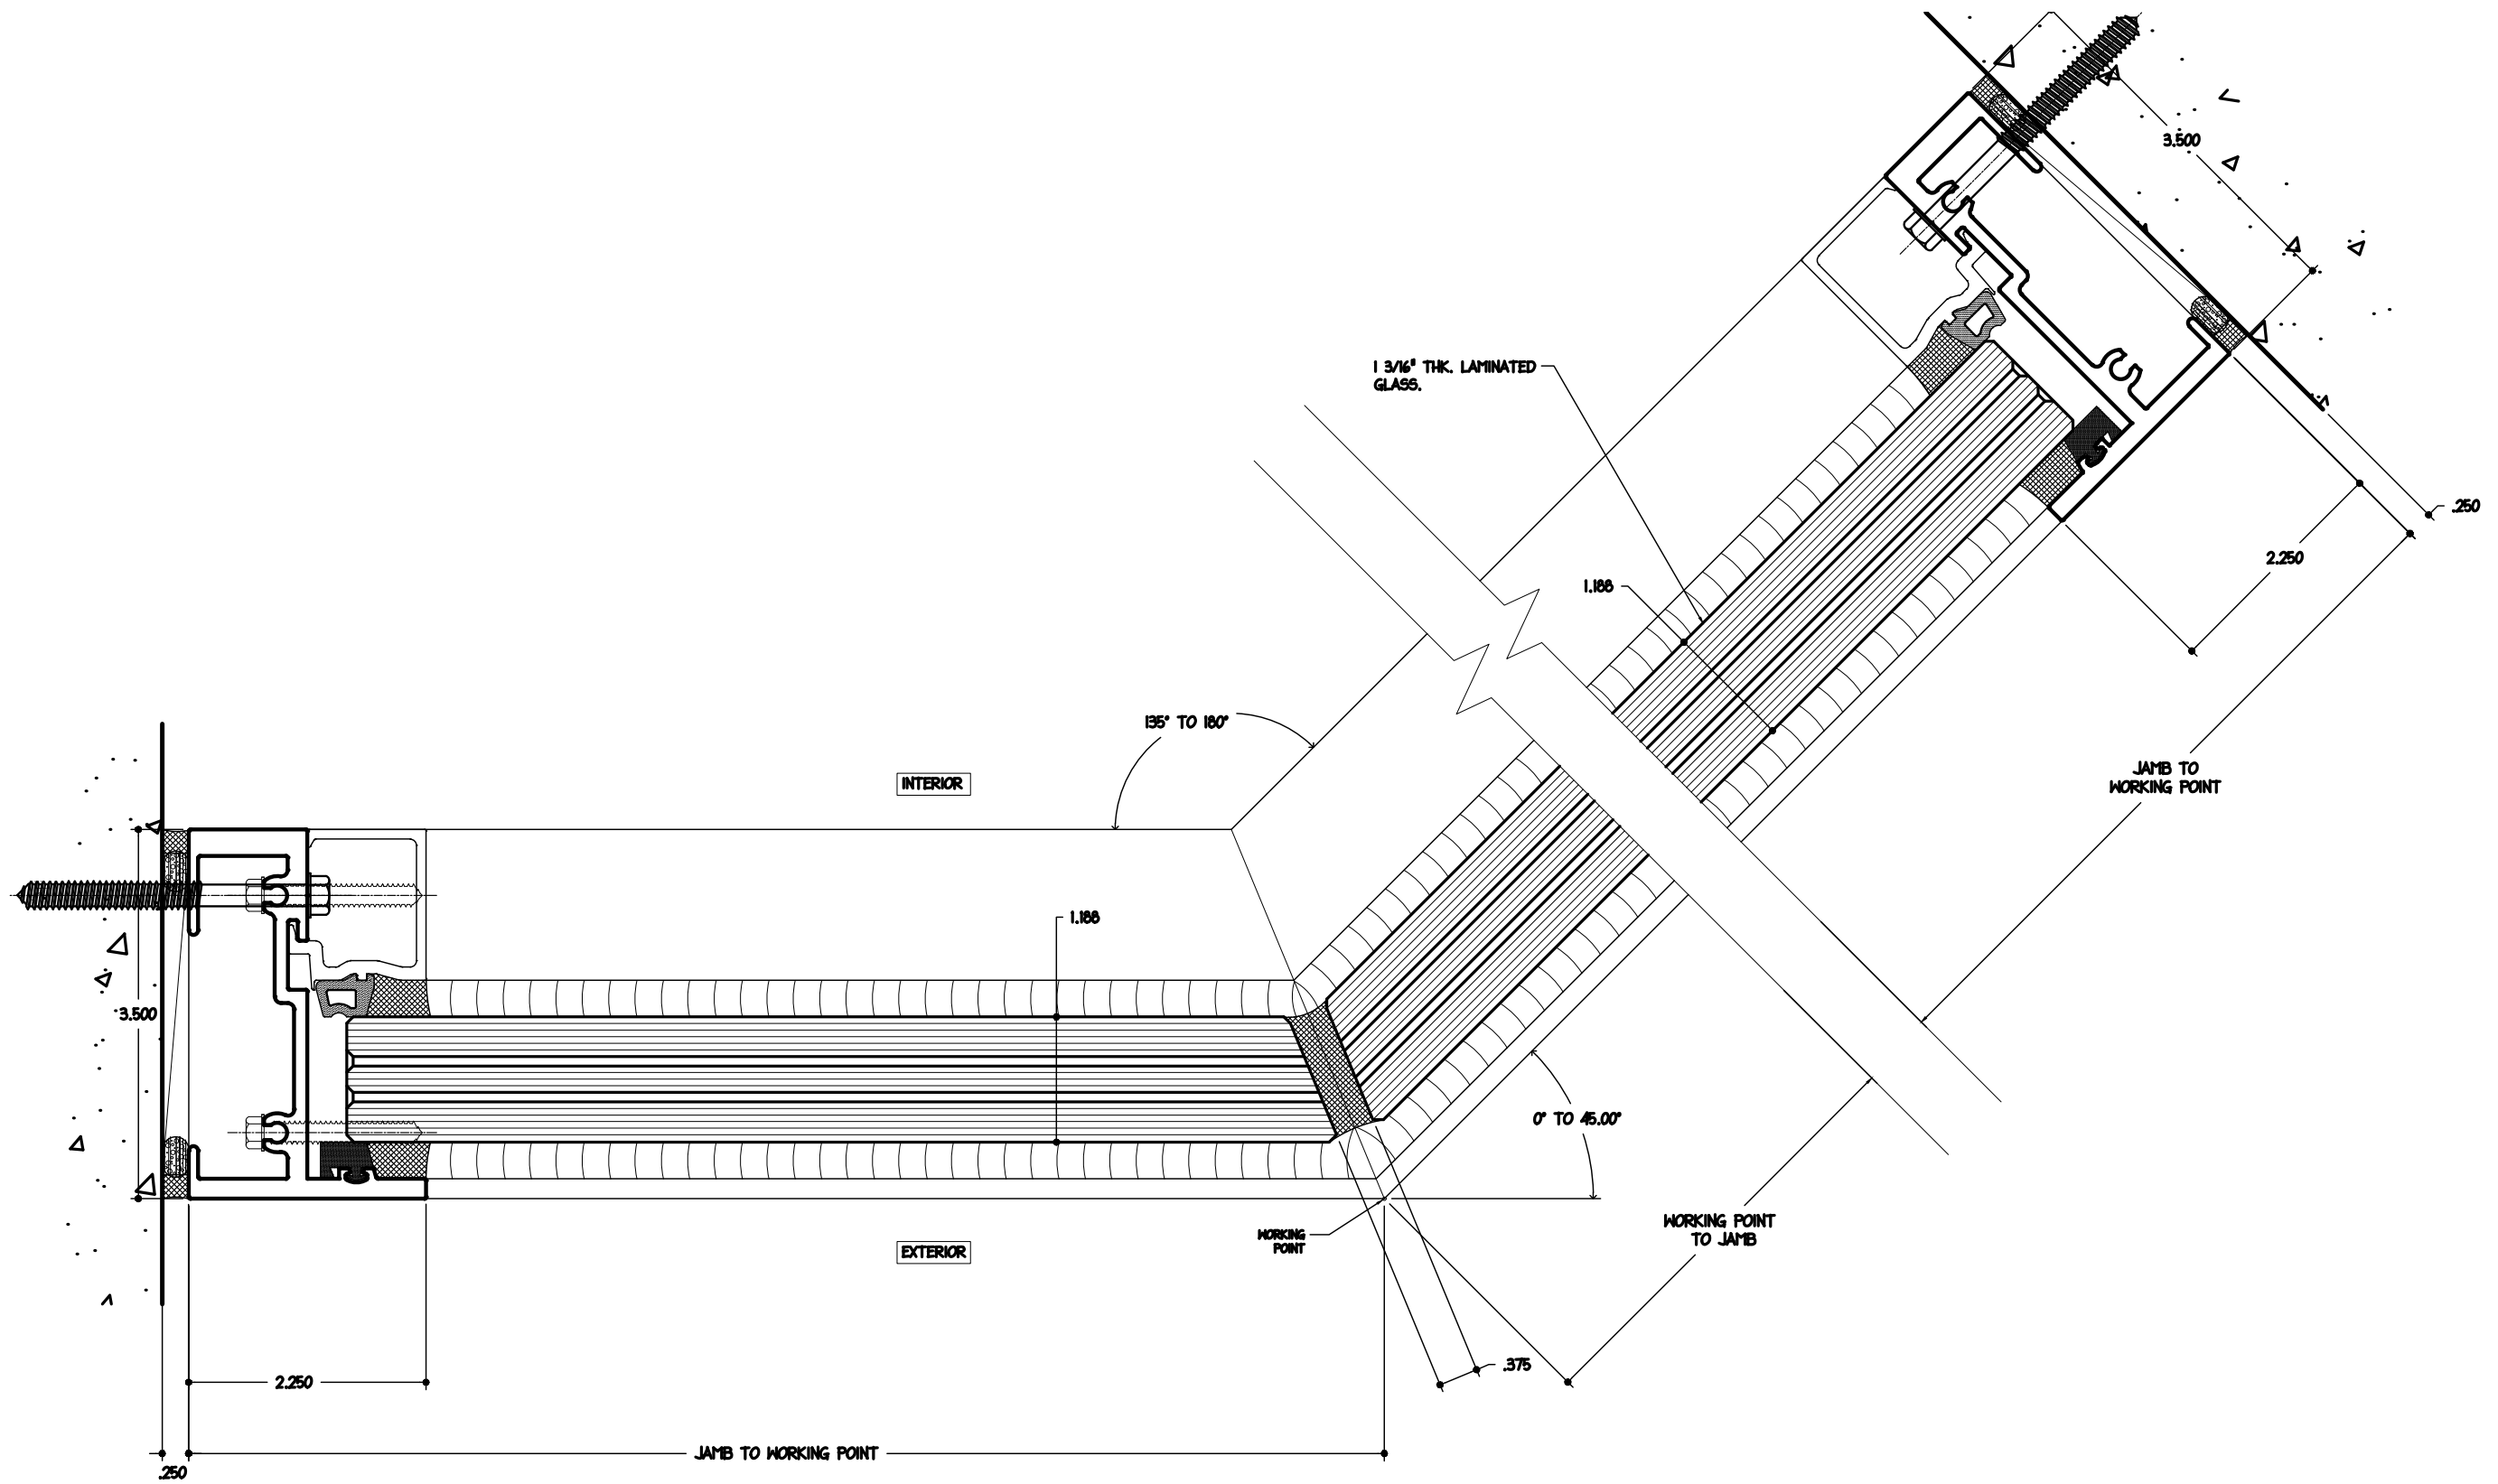 3.500
1 3/16" THK. LAMINATED
GLASS.
.250
2.250
1.188
135° TO 180°
JAMB TO
WORKING POINT
INTERIOR
1.188
3.500
0° TO 45.00°
WORKING POINT
TO JAMB
WORKING
POINT
EXTERIOR
.375
2.250
JAMB TO WORKING POINT
.250